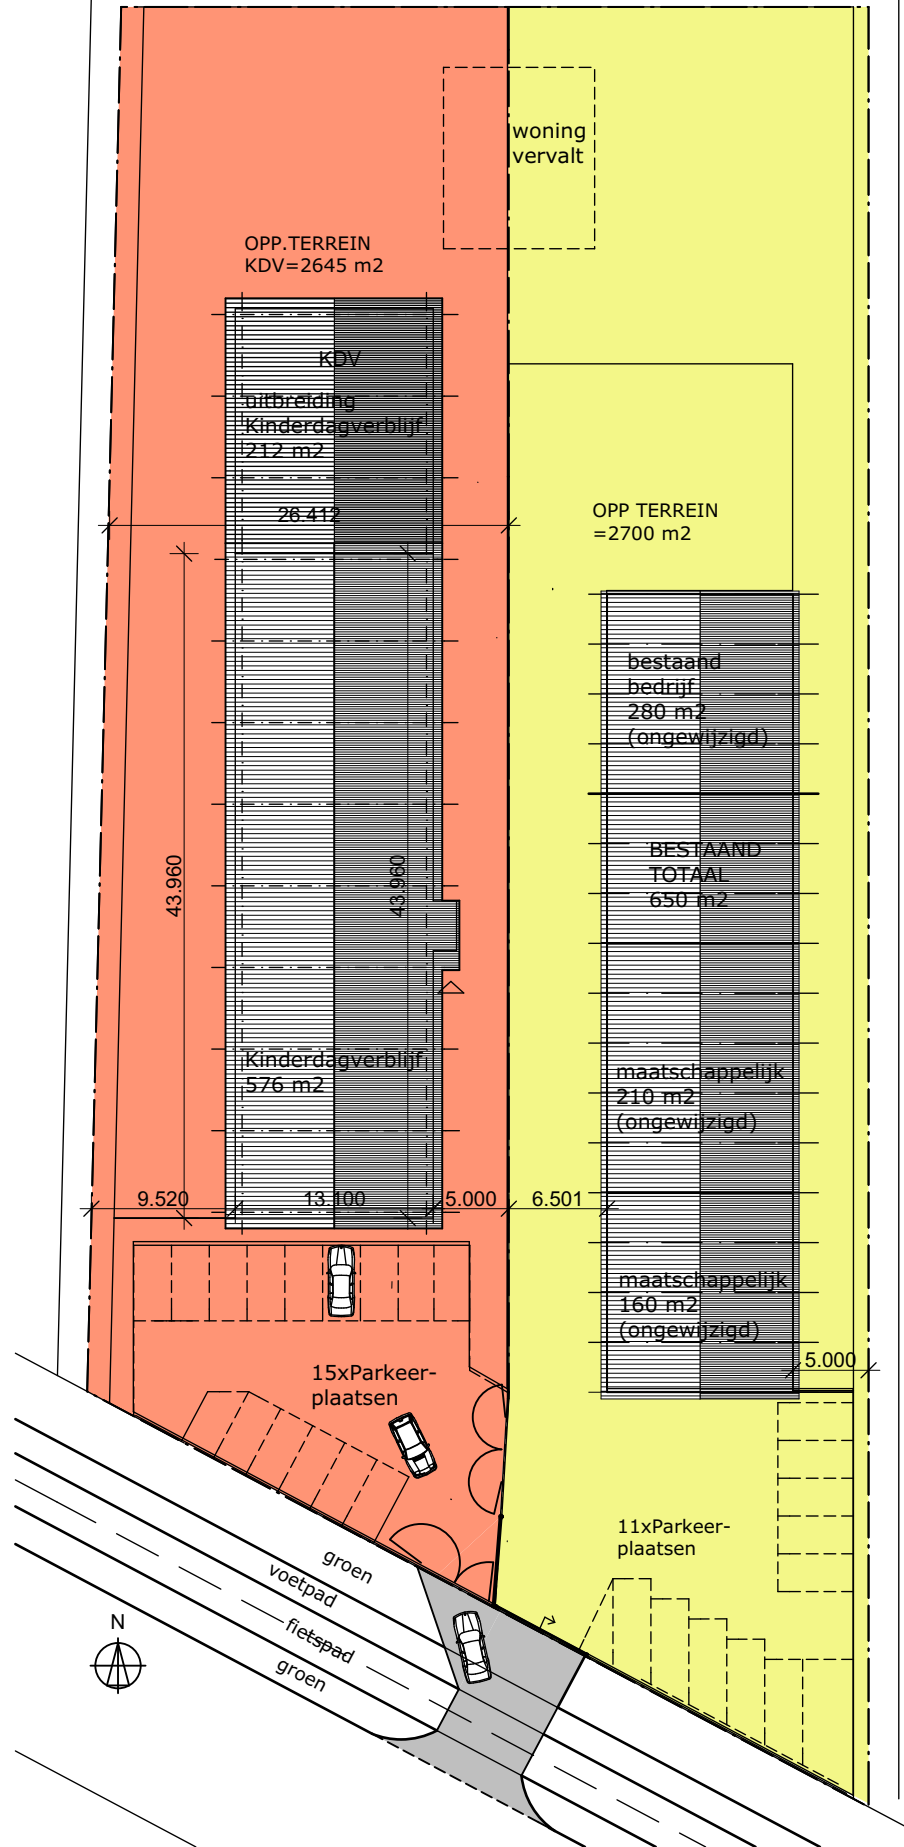 woning
vervalt
OPP.TERREIN
KDV=2645 m2
KDV
uitbreiding
Kinderdagverblijf
212 m2
26.412
OPP TERREIN
=2700 m2
bestaand
bedrijf
280 m2
(ongewijzigd)
BESTAAND
TOTAAL
650 m2
43.960
43.960
Kinderdagverblijf
576 m2
maatschappelijk
210 m2
(ongewijzigd)
9.520
13.100
5.000
6.501
maatschappelijk
160 m2
(ongewijzigd)
5.000
15xParkeer-
plaatsen
11xParkeer-
plaatsen
groen
voetpad
fietspad
groen
N